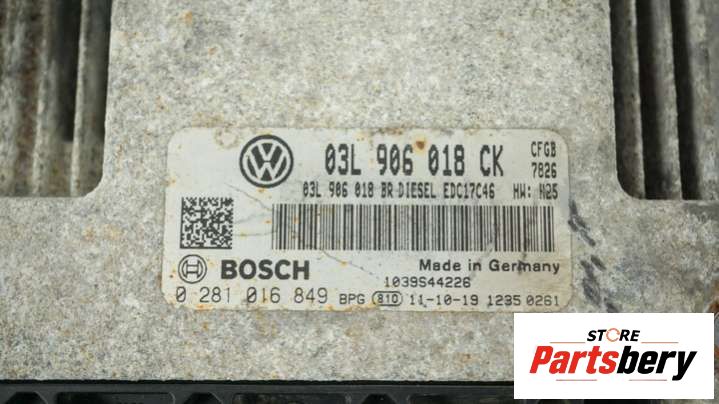 03L 906 018 CK CFGB
7826
03L 906 018 BR DIESEL EDC17C46 HW: H25
BOSCH Made in Germany
1039S44226
0 281 016 849 BPG 810 11-10-19 1235 0261
STORE
Partsbery